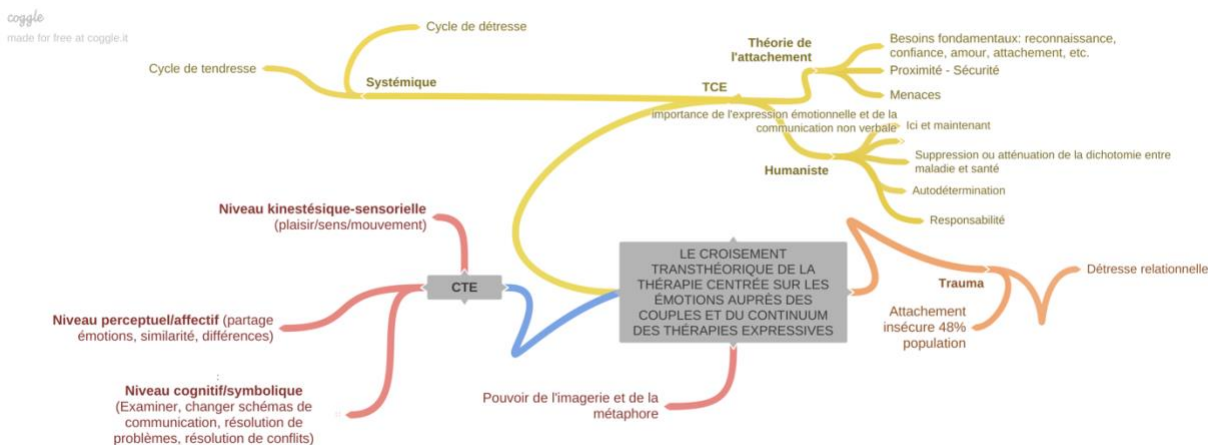 coggle
made for free at coggle.it
Cycle de détresse
Cycle de tendresse
Systémique
TCE
Théorie de
l'attachement
Besoins fondamentaux: reconnaissance,
confiance, amour, attachement, etc.
Proximité - Sécurité
Menaces
importance de l'expression émotionnelle et de la
communication non verbale
Ici et maintenant
Humaniste
Suppression ou atténuation de la dichotomie entre
maladie et santé
Autodétermination
Responsabilité
Niveau kinestésique-sensorielle
(plaisir/sens/mouvement)
CTE
Niveau perceptuel/affectif (partage
émotions, similarité, différences)
:
Niveau cognitif/symbolique
(Examiner, changer schémas de
communication, résolution de
problèmes, résolution de conflits)
LE CROISEMENT
TRANSTHÉORIQUE DE LA
THÉRAPIE CENTRÉE SUR LES
ÉMOTIONS AUPRÈS DES
COUPLES ET DU CONTINUUM
DES THÉRAPIES EXPRESSIVES
Pouvoir de l'imagerie et de la
métaphore
Trauma
Détresse relationnelle
Attachement
insécure 48%
population